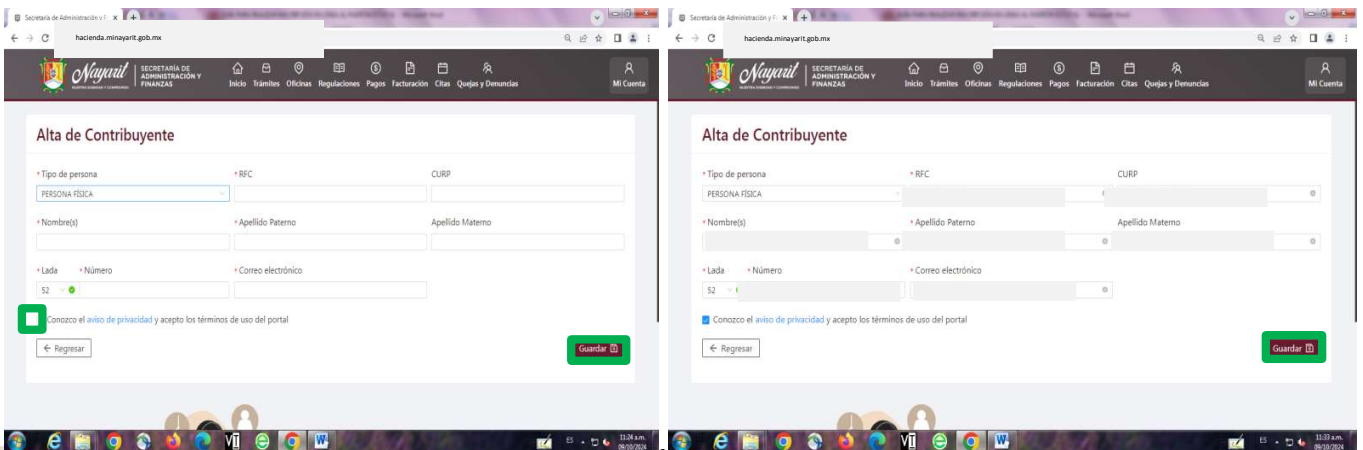 Secretaría de Administración y F
hacienda.minayarit.gob.mx
Nayarit
SECRETARÍA DE
ADMINISTRACIÓN Y
FINANZAS
Inicio Trámites Oficinas Regulaciones Pagos Facturación Citas Quejas y Denuncias
Mi Cuenta
Alta de Contribuyente
* Tipo de persona * RFC CURP
PERSONA FÍSICA
* Nombre(s) * Apellido Paterno Apellido Materno
* Lada * Número * Correo electrónico
52
Conozco el aviso de privacidad y acepto los términos de uso del portal
← Regresar
Guardar
ES
11:24 a.m.
09/10/2024
Secretaría de Administración y F
hacienda.minayarit.gob.mx
Nayarit
SECRETARÍA DE
ADMINISTRACIÓN Y
FINANZAS
Inicio Trámites Oficinas Regulaciones Pagos Facturación Citas Quejas y Denuncias
Mi Cuenta
Alta de Contribuyente
* Tipo de persona * RFC CURP
PERSONA FÍSICA
* Nombre(s) * Apellido Paterno Apellido Materno
* Lada * Número * Correo electrónico
52
Conozco el aviso de privacidad y acepto los términos de uso del portal
← Regresar
Guardar
ES
11:33 a.m.
09/10/2024